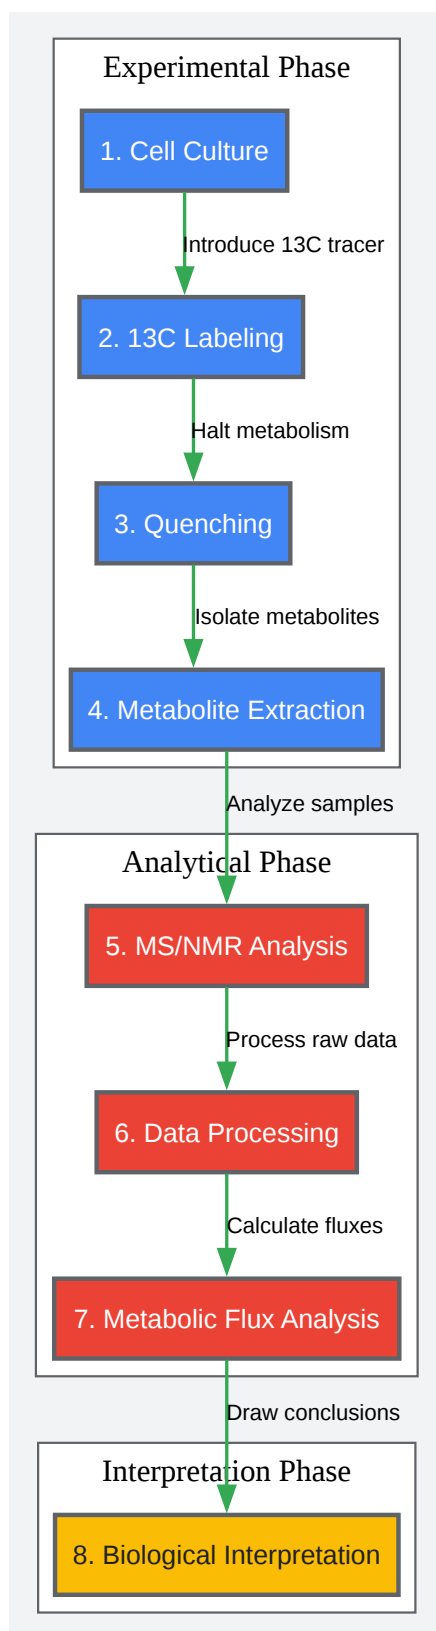 Experimental Phase
1. Cell Culture
Introduce 13C tracer
2. 13C Labeling
Halt metabolism
3. Quenching
Isolate metabolites
4. Metabolite Extraction
Analyze samples
Analytical Phase
5. MS/NMR Analysis
Process raw data
6. Data Processing
Calculate fluxes
7. Metabolic Flux Analysis
Draw conclusions
Interpretation Phase
8. Biological Interpretation